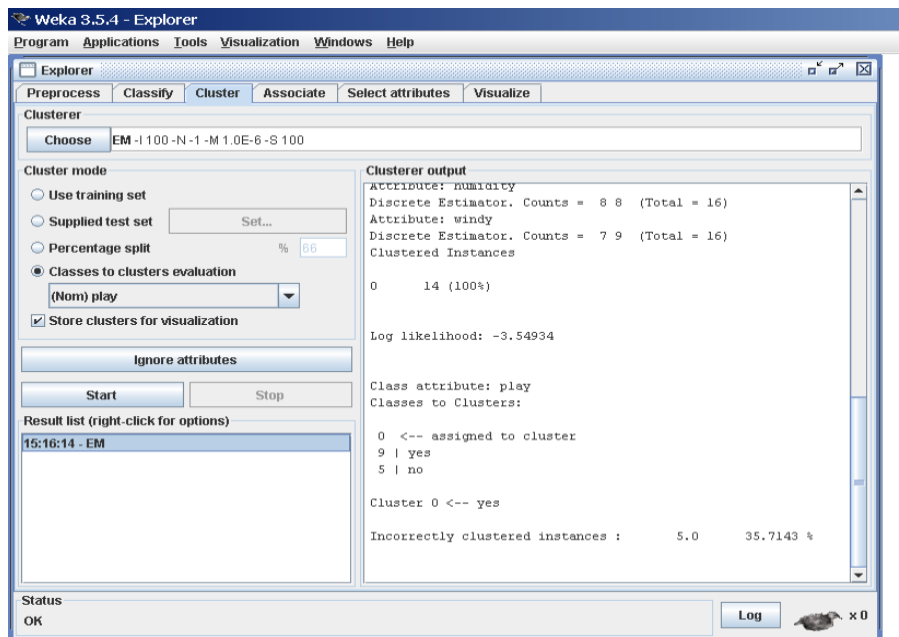 Weka 3.5.4 - Explorer
Program Applications Tools Visualization Windows Help
Explorer
Preprocess Classify Cluster Associate Select attributes Visualize
Clusterer
Choose EM -I 100 -N -1 -M 1.0E-6 -S 100
Cluster mode
Use training set
Supplied test set Set...
Percentage split % 66
Classes to clusters evaluation
(Nom) play
Store clusters for visualization
Ignore attributes
Start Stop
Result list (right-click for options)
15:16:14 - EM
Clusterer output
Attribute: humidity
Discrete Estimator. Counts = 8 8 (Total = 16)
Attribute: windy
Discrete Estimator. Counts = 7 9 (Total = 16)
Clustered Instances
0 14 (100%)
Log likelihood: -3.54934
Class attribute: play
Classes to Clusters:
0 <-- assigned to cluster
9 | yes
5 | no
Cluster 0 <-- yes
Incorrectly clustered instances : 5.0 35.7143 %
Status
OK
Log x 0